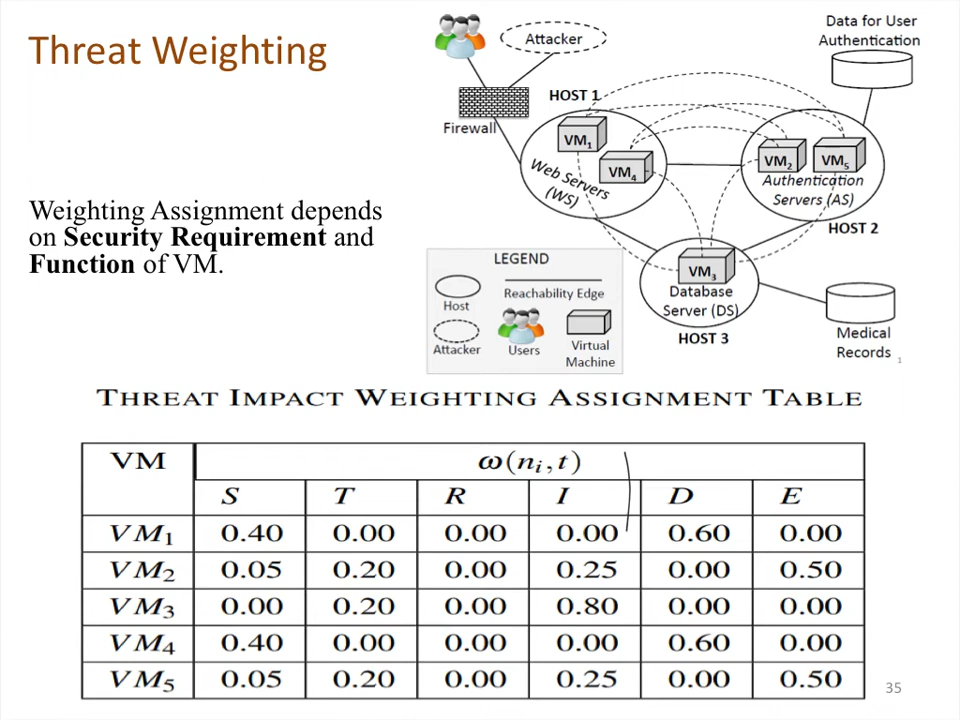 Threat Weighting
Attacker
Data for User
Authentication
HOST 1
Firewall
VM1
VM4
Web Servers
(WS)
VM2
VM5
Authentication
Servers (AS)
HOST 2
Weighting Assignment depends
on Security Requirement and
Function of VM.
VM3
Database
Server (DS)
HOST 3
Medical
Records
1
LEGEND
Host
Reachability Edge
Attacker
Users
Virtual
Machine
THREAT IMPACT WEIGHTING ASSIGNMENT TABLE
VM ω(ni, t)
S T R I D E
VM1 0.40 0.00 0.00 0.00 0.60 0.00
VM2 0.05 0.20 0.00 0.25 0.00 0.50
VM3 0.00 0.20 0.00 0.80 0.00 0.00
VM4 0.40 0.00 0.00 0.00 0.60 0.00
VM5 0.05 0.20 0.00 0.25 0.00 0.50
35